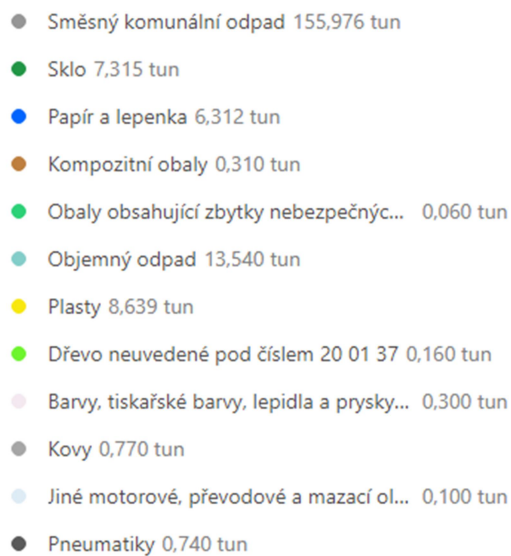 Směsný komunální odpad 155,976 tun
Sklo 7,315 tun
Papír a lepenka 6,312 tun
Kompozitní obaly 0,310 tun
Obaly obsahující zbytky nebezpečnýc... 0,060 tun
Objemný odpad 13,540 tun
Plasty 8,639 tun
Dřevo neuvedené pod číslem 20 01 37 0,160 tun
Barvy, tiskařské barvy, lepidla a prysky... 0,300 tun
Kovy 0,770 tun
Jiné motorové, převodové a mazací ol... 0,100 tun
Pneumatiky 0,740 tun